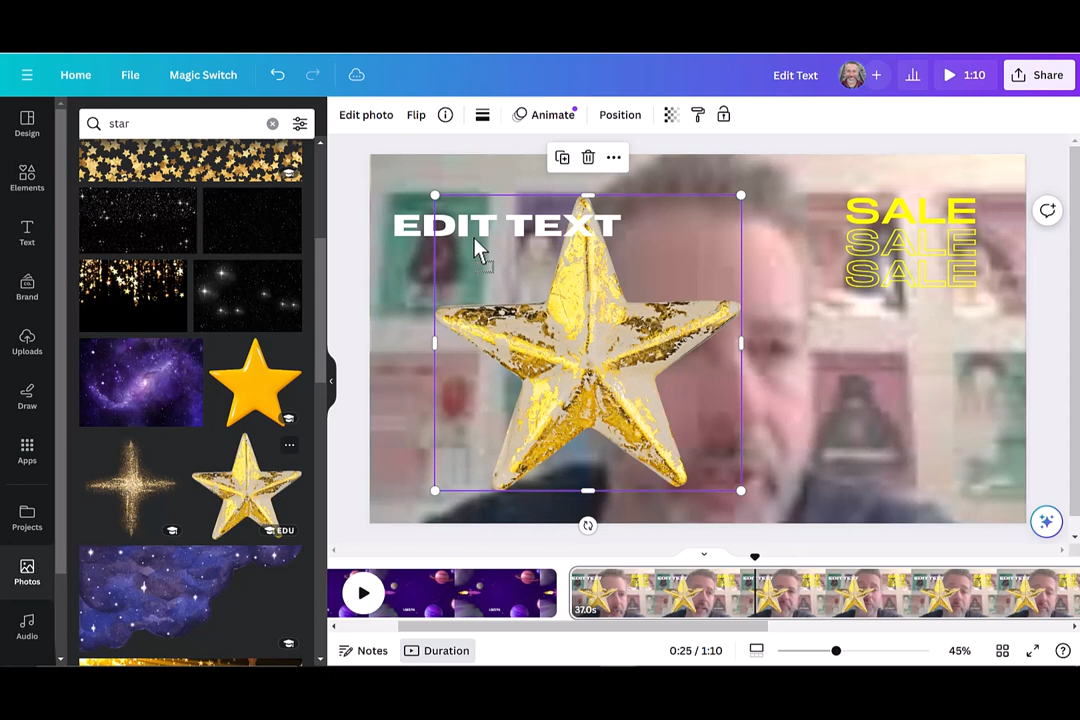 Home File Magic Switch Edit Text + 1:10 Share
Design
Elements
Text
Brand
Uploads
Draw
Apps
Projects
Photos
Audio
star
EDU
Edit photo Flip Animate Position
EDIT TEXT
SALE
SALE
SALE
37.0s
Notes Duration 0:25 / 1:10 45%